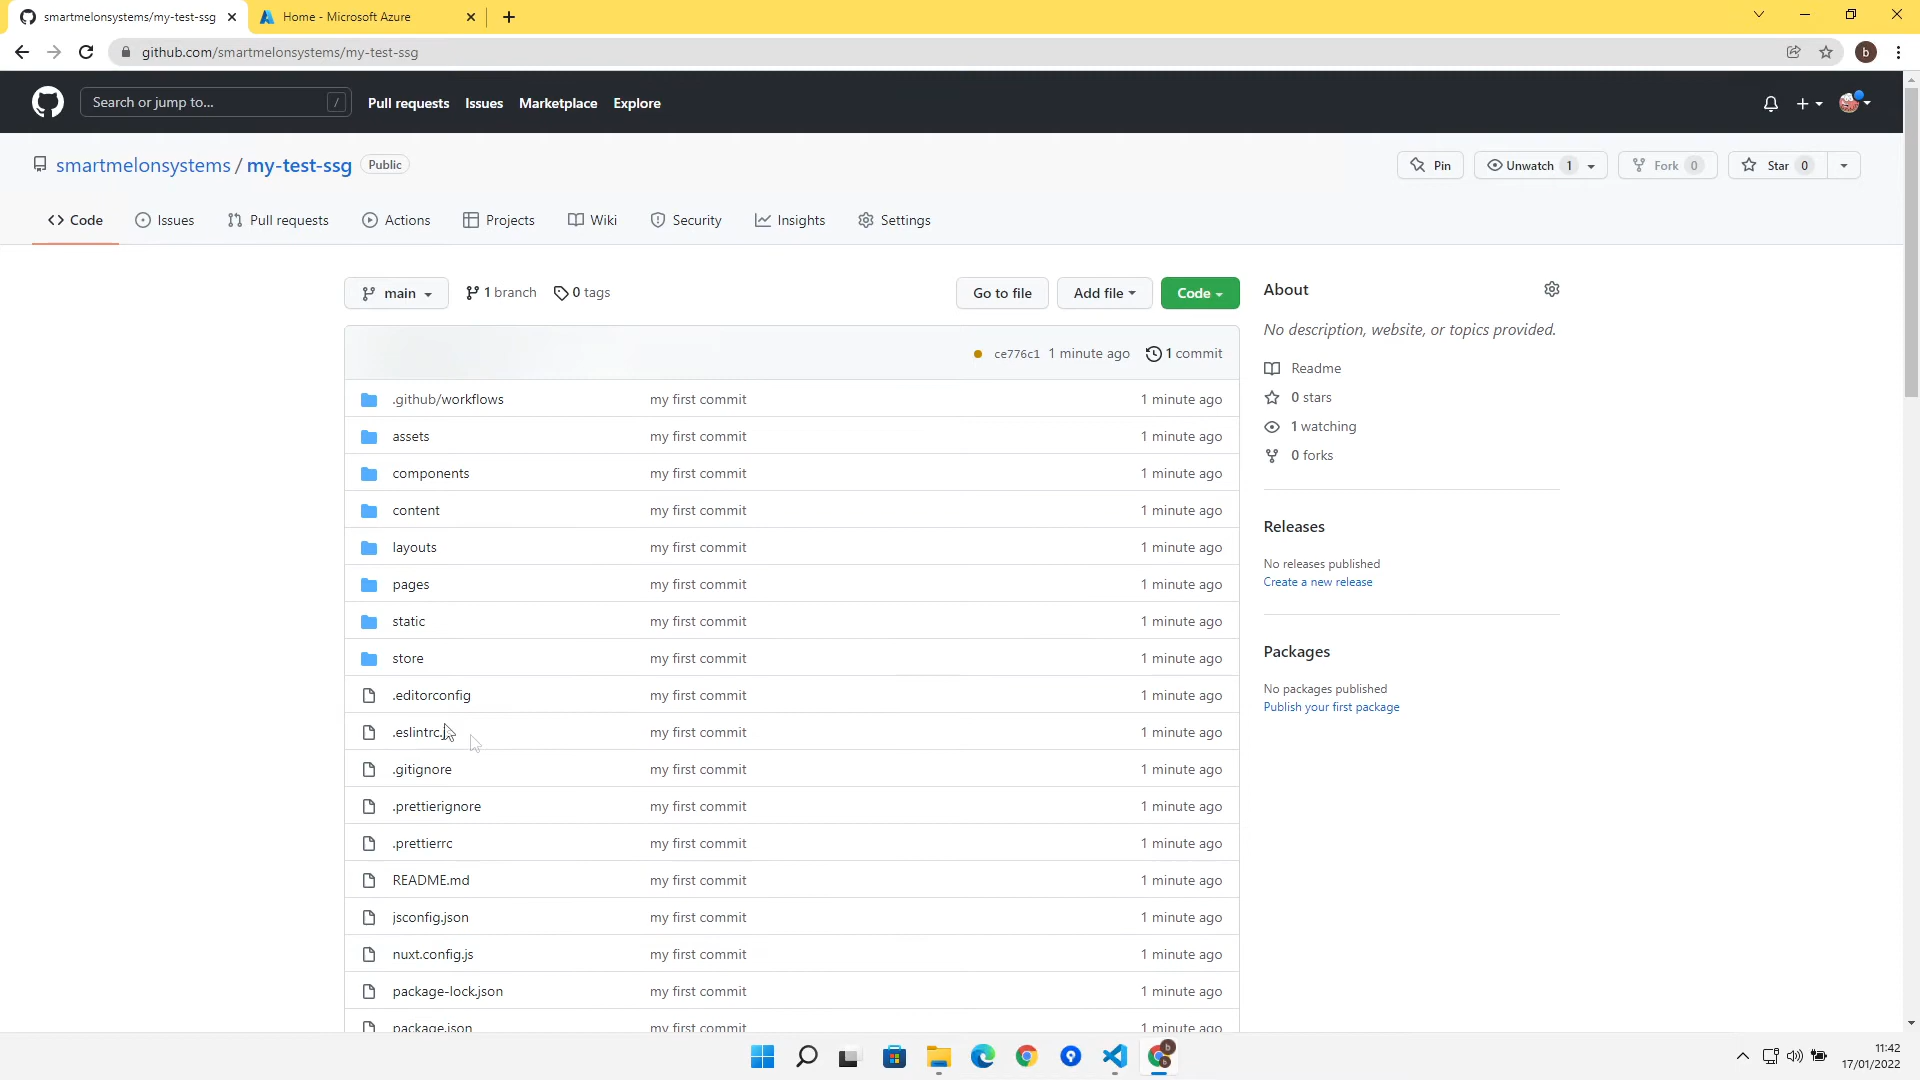 smartmelonsystems/my-test-ssg
Home - Microsoft Azure
github.com/smartmelonsystems/my-test-ssg
b
Search or jump to...
/
Pull requests
Issues
Marketplace
Explore
smartmelonsystems / my-test-ssg
Public
Pin
Unwatch 1
Fork 0
Star 0
Code
Issues
Pull requests
Actions
Projects
Wiki
Security
Insights
Settings
main
1 branch
0 tags
Go to file
Add file
Code
ce776c1 1 minute ago
1 commit
.github/workflows my first commit 1 minute ago
assets my first commit 1 minute ago
components my first commit 1 minute ago
content my first commit 1 minute ago
layouts my first commit 1 minute ago
pages my first commit 1 minute ago
static my first commit 1 minute ago
store my first commit 1 minute ago
.editorconfig my first commit 1 minute ago
.eslintrc.j my first commit 1 minute ago
.gitignore my first commit 1 minute ago
.prettierignore my first commit 1 minute ago
.prettierrc my first commit 1 minute ago
README.md my first commit 1 minute ago
jsconfig.json my first commit 1 minute ago
nuxt.config.js my first commit 1 minute ago
package-lock.json my first commit 1 minute ago
package.json my first commit 1 minute ago
About
No description, website, or topics provided.
Readme
0 stars
1 watching
0 forks
Releases
No releases published
Create a new release
Packages
No packages published
Publish your first package
b
11:42
17/01/2022